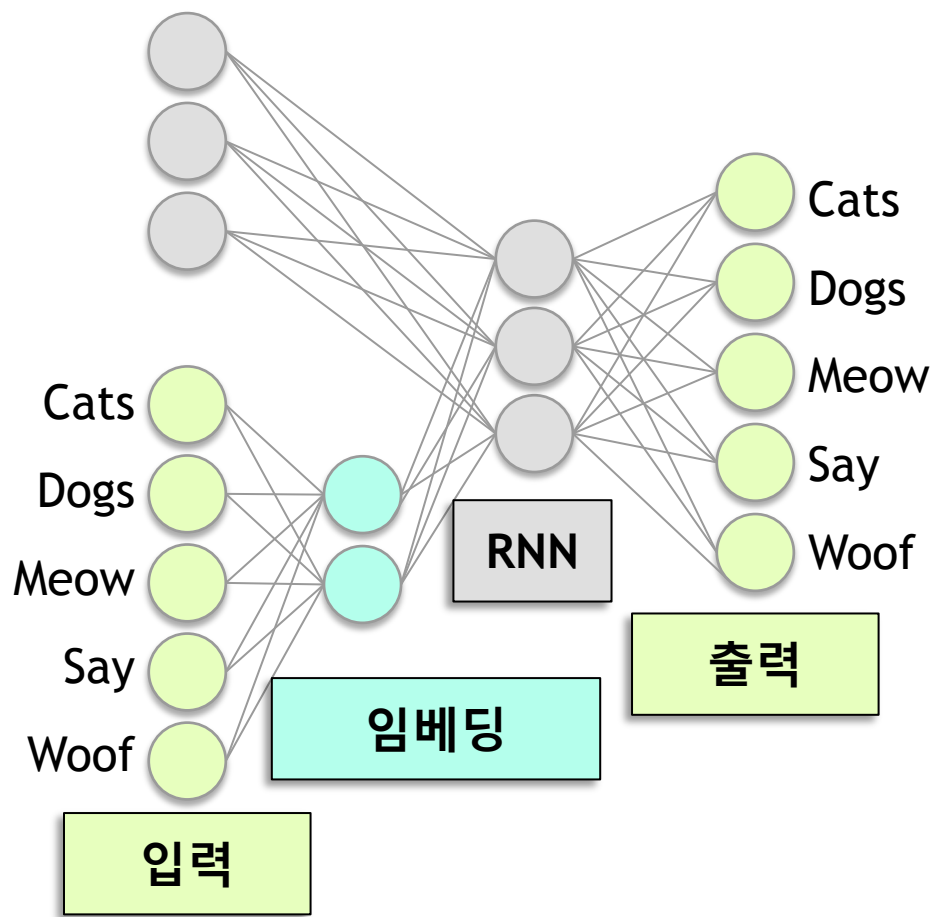 Cats
Dogs
Meow
Say
Woof
입력
임베딩
RNN
Cats
Dogs
Meow
Say
Woof
출력